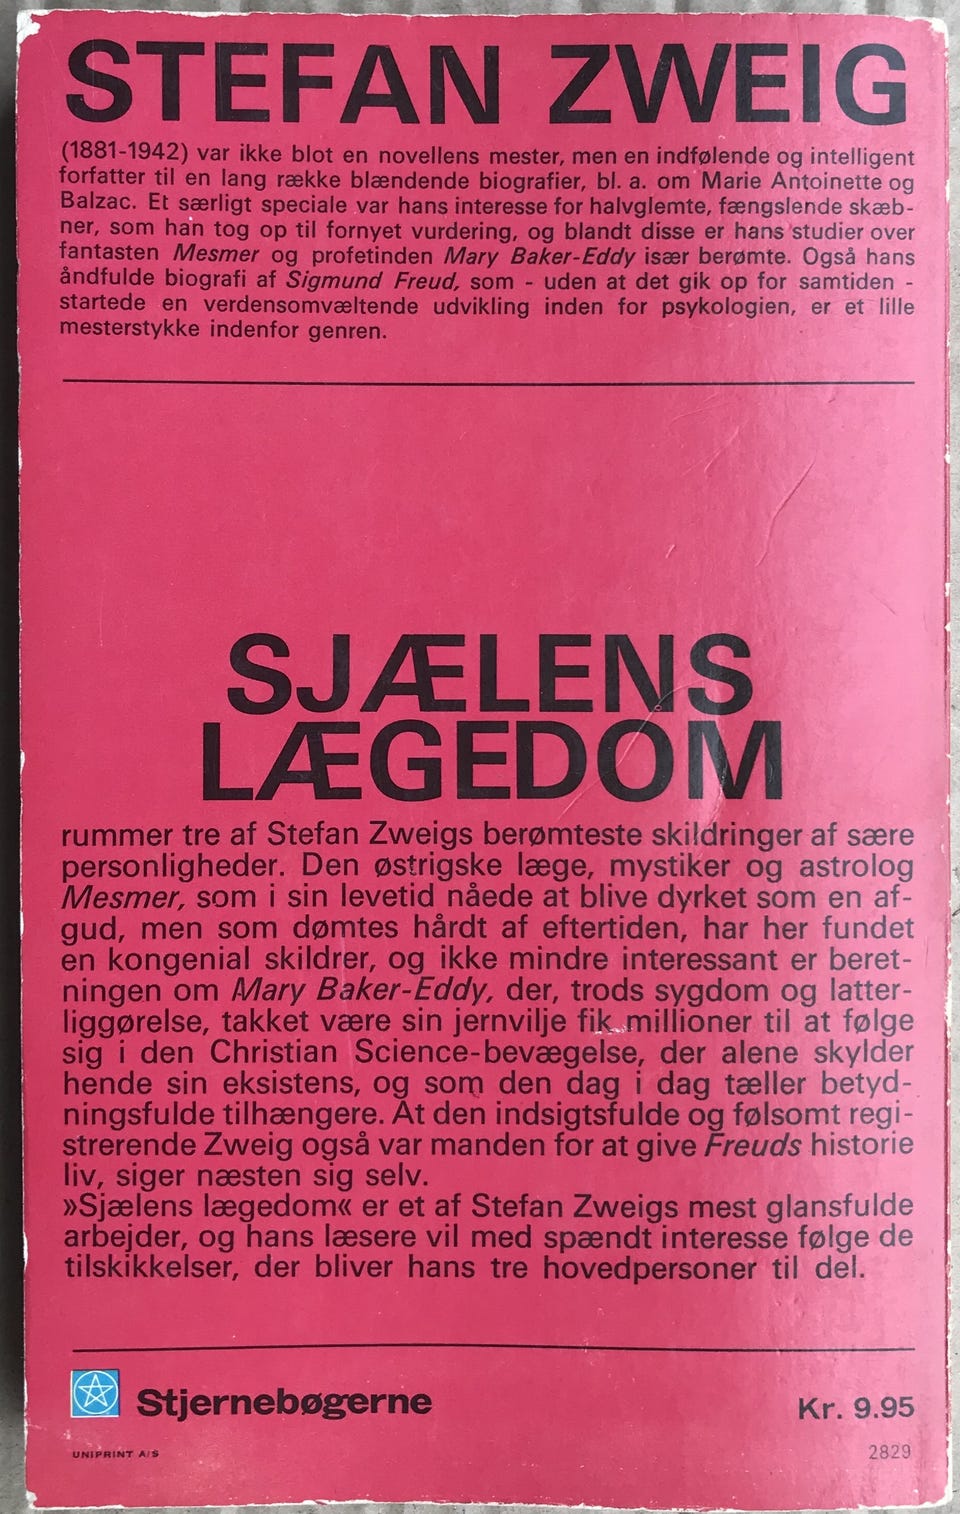 STEFAN ZWEIG
(1881-1942) var ikke blot en novellens mester, men en indfølende og intelligent
forfatter til en lang række blændende biografier, bl. a. om Marie Antoinette og
Balzac. Et særligt speciale var hans interesse for halvglemte, fængslende skæb-
ner, som han tog op til fornyet vurdering, og blandt disse er hans studier over
fantasten Mesmer og profetinden Mary Baker-Eddy især berømte. Også hans
åndfulde biografi af Sigmund Freud, som - uden at det gik op for samtiden -
startede en verdensomvæltende udvikling inden for psykologien, er et lille
mesterstykke indenfor genren.
SJÆLENS
LÆGEDOM
rummer tre af Stefan Zweigs berømteste skildringer af sære
personligheder. Den østrigske læge, mystiker og astrolog
Mesmer, som i sin levetid nåede at blive dyrket som en af-
gud, men som dømtes hårdt af eftertiden, har her fundet
en kongenial skildrer, og ikke mindre interessant er beret-
ningen om Mary Baker-Eddy, der, trods sygdom og latter-
liggørelse, takket være sin jernvilje fik millioner til at følge
sig i den Christian Science-bevægelse, der alene skylder
hende sin eksistens, og som den dag i dag tæller betyd-
ningsfulde tilhængere. At den indsigtsfulde og følsomt regi-
strerende Zweig også var manden for at give Freuds historie
liv, siger næsten sig selv.
»Sjælens lægedom« er et af Stefan Zweigs mest glansfulde
arbejder, og hans læsere vil med spændt interesse følge de
tilskikkelser, der bliver hans tre hovedpersoner til del.
Stjernebøgerne
Kr. 9.95
UNIPRINT A/S
2829